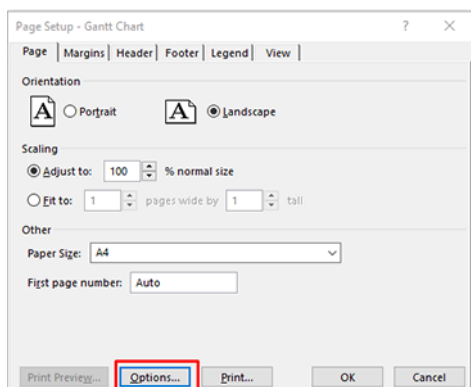 Page Setup - Gantt Chart
Page Margins Header Footer Legend View
Orientation
A Portrait A Landscape
Scaling
Adjust to: 100 % normal size
Fit to: 1 pages wide by 1 tall
Other
Paper Size: A4
First page number: Auto
Print Preview... Options... Print... OK Cancel